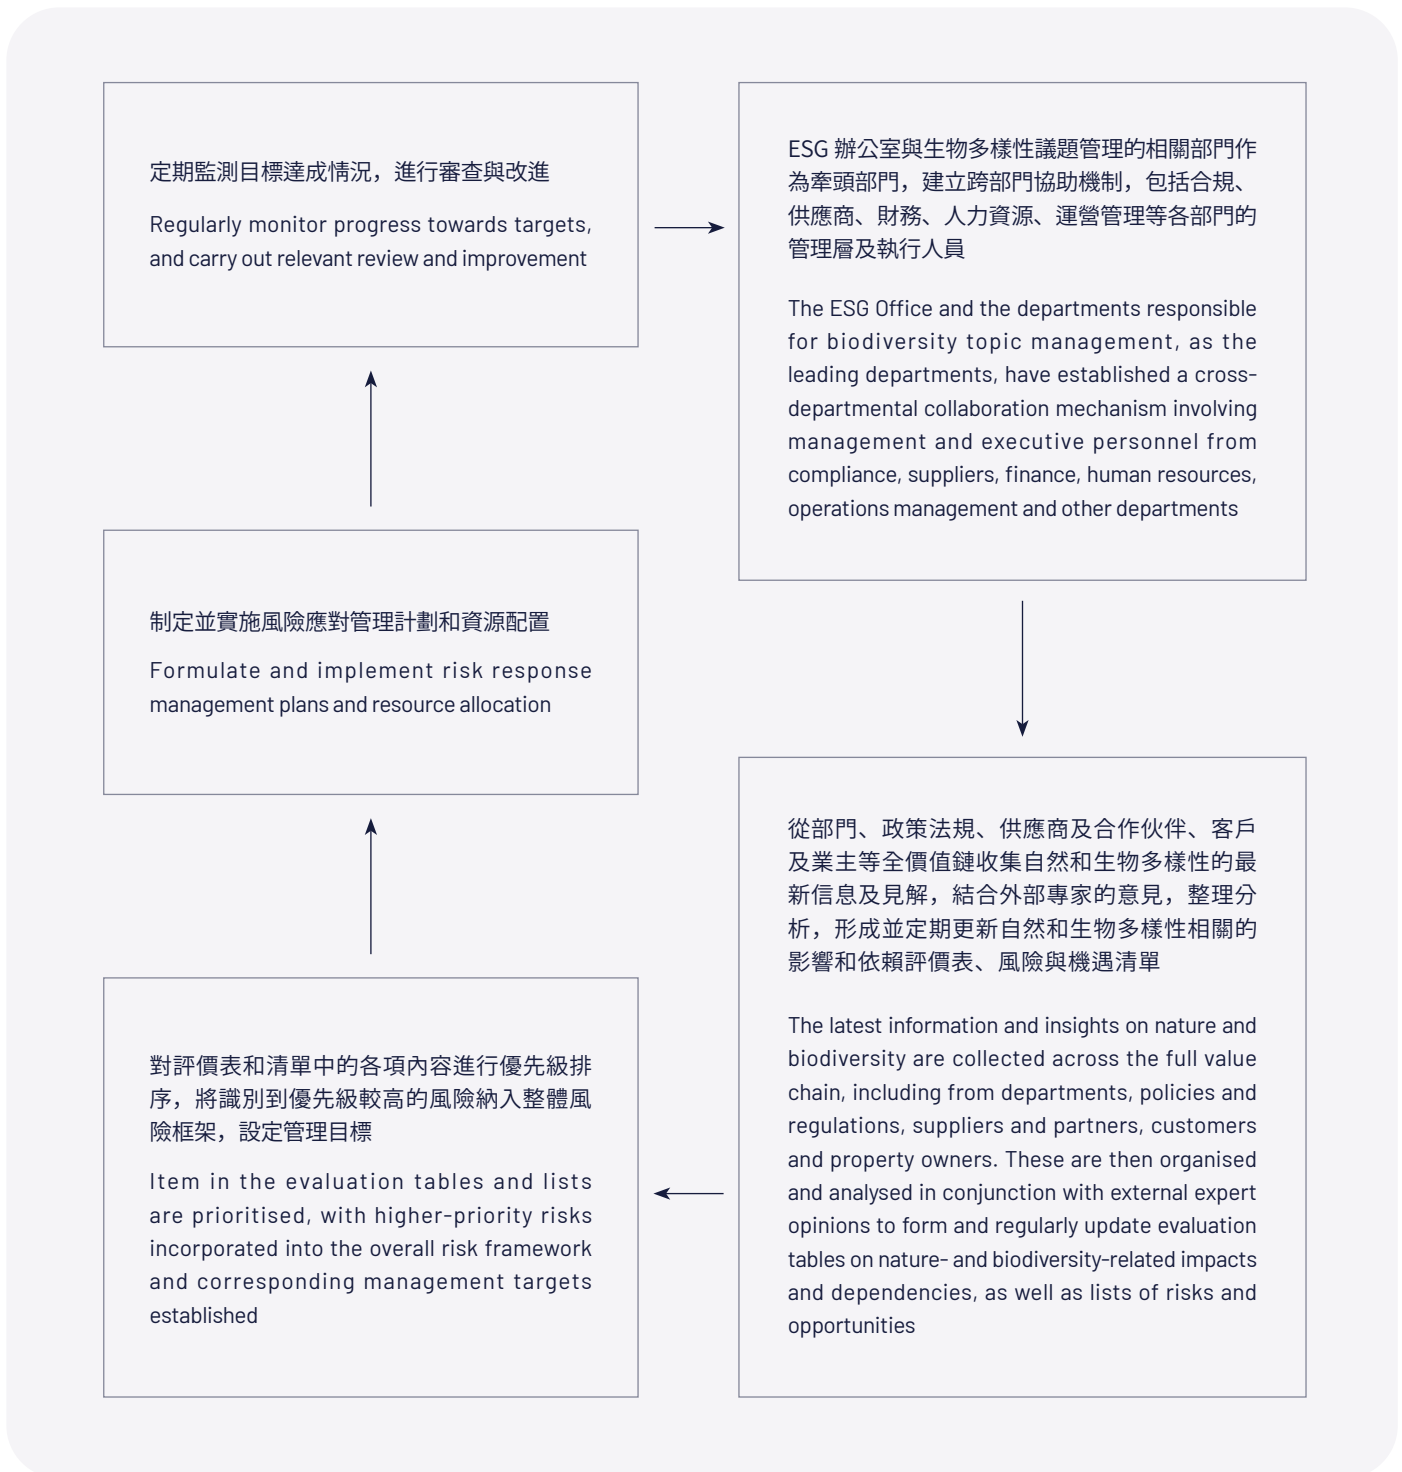 定期監測目標達成情況，進行審查與改進
Regularly monitor progress towards targets,
and carry out relevant review and improvement
ESG 辦公室與生物多樣性議題管理的相關部門作
為牽頭部門，建立跨部門協助機制，包括合規、
供應商、財務、人力資源、運營管理等各部門的
管理層及執行人員
The ESG Office and the departments responsible
for biodiversity topic management, as the
leading departments, have established a cross-
departmental collaboration mechanism involving
management and executive personnel from
compliance, suppliers, finance, human resources,
operations management and other departments
制定並實施風險應對管理計劃和資源配置
Formulate and implement risk response
management plans and resource allocation
從部門、政策法規、供應商及合作伙伴、客戶
及業主等全價值鏈收集自然和生物多樣性的最
新信息及見解，結合外部專家的意見，整理分
析，形成並定期更新自然和生物多樣性相關的
影響和依賴評價表、風險與機遇清單
The latest information and insights on nature and
biodiversity are collected across the full value
chain, including from departments, policies and
regulations, suppliers and partners, customers
and property owners. These are then organised
and analysed in conjunction with external expert
opinions to form and regularly update evaluation
tables on nature- and biodiversity-related impacts
and dependencies, as well as lists of risks and
opportunities
對評價表和清單中的各項內容進行優先級排
序，將識別到優先級較高的風險納入整體風
險框架，設定管理目標
Item in the evaluation tables and lists
are prioritised, with higher-priority risks
incorporated into the overall risk framework
and corresponding management targets
established